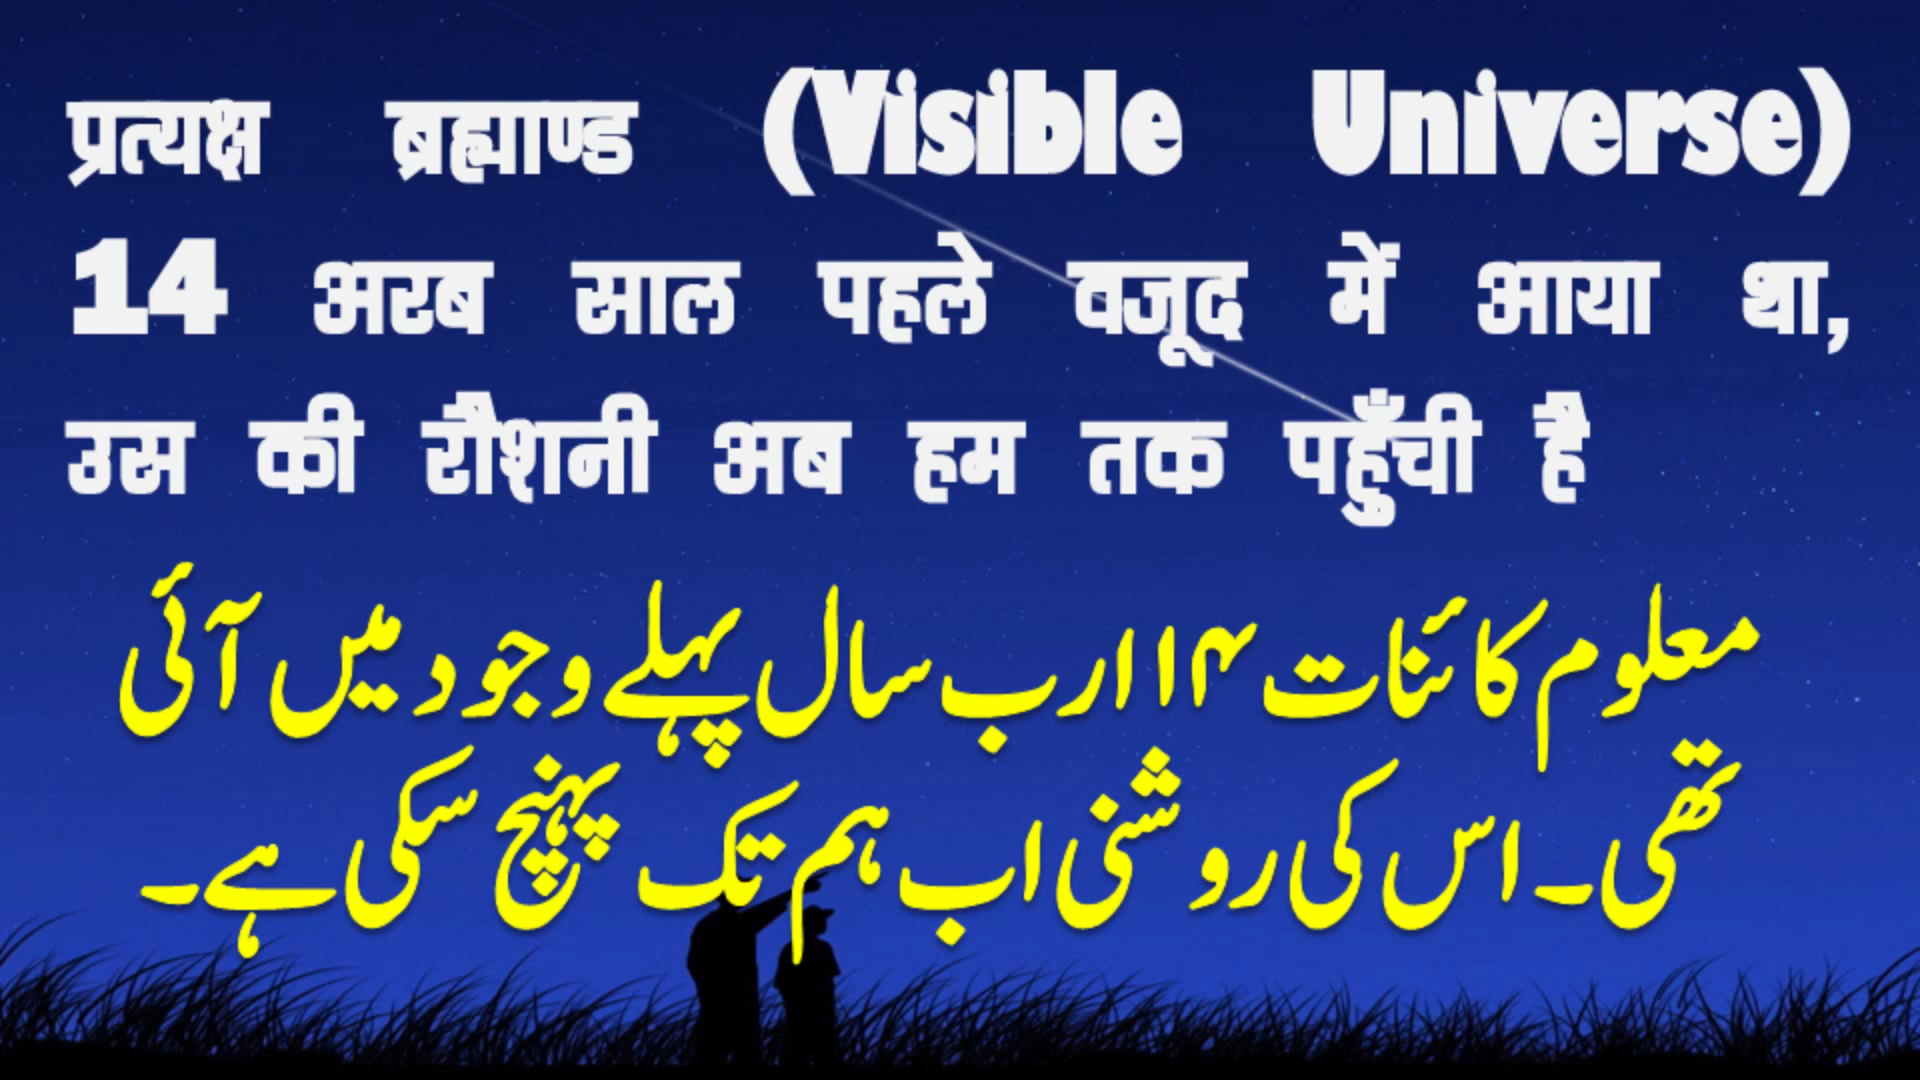 प्रत्यक्ष ब्रह्माण्ड (Visible Universe)
14 अरब साल पहले वजूद में आया था,
उस की रौशनी अब हम तक पहुँची है
معلوم کائنات ۱۴ ارب سال پہلے وجود میں آئی
تھی۔ اس کی روشنی اب ہم تک پہنچ سکی ہے۔